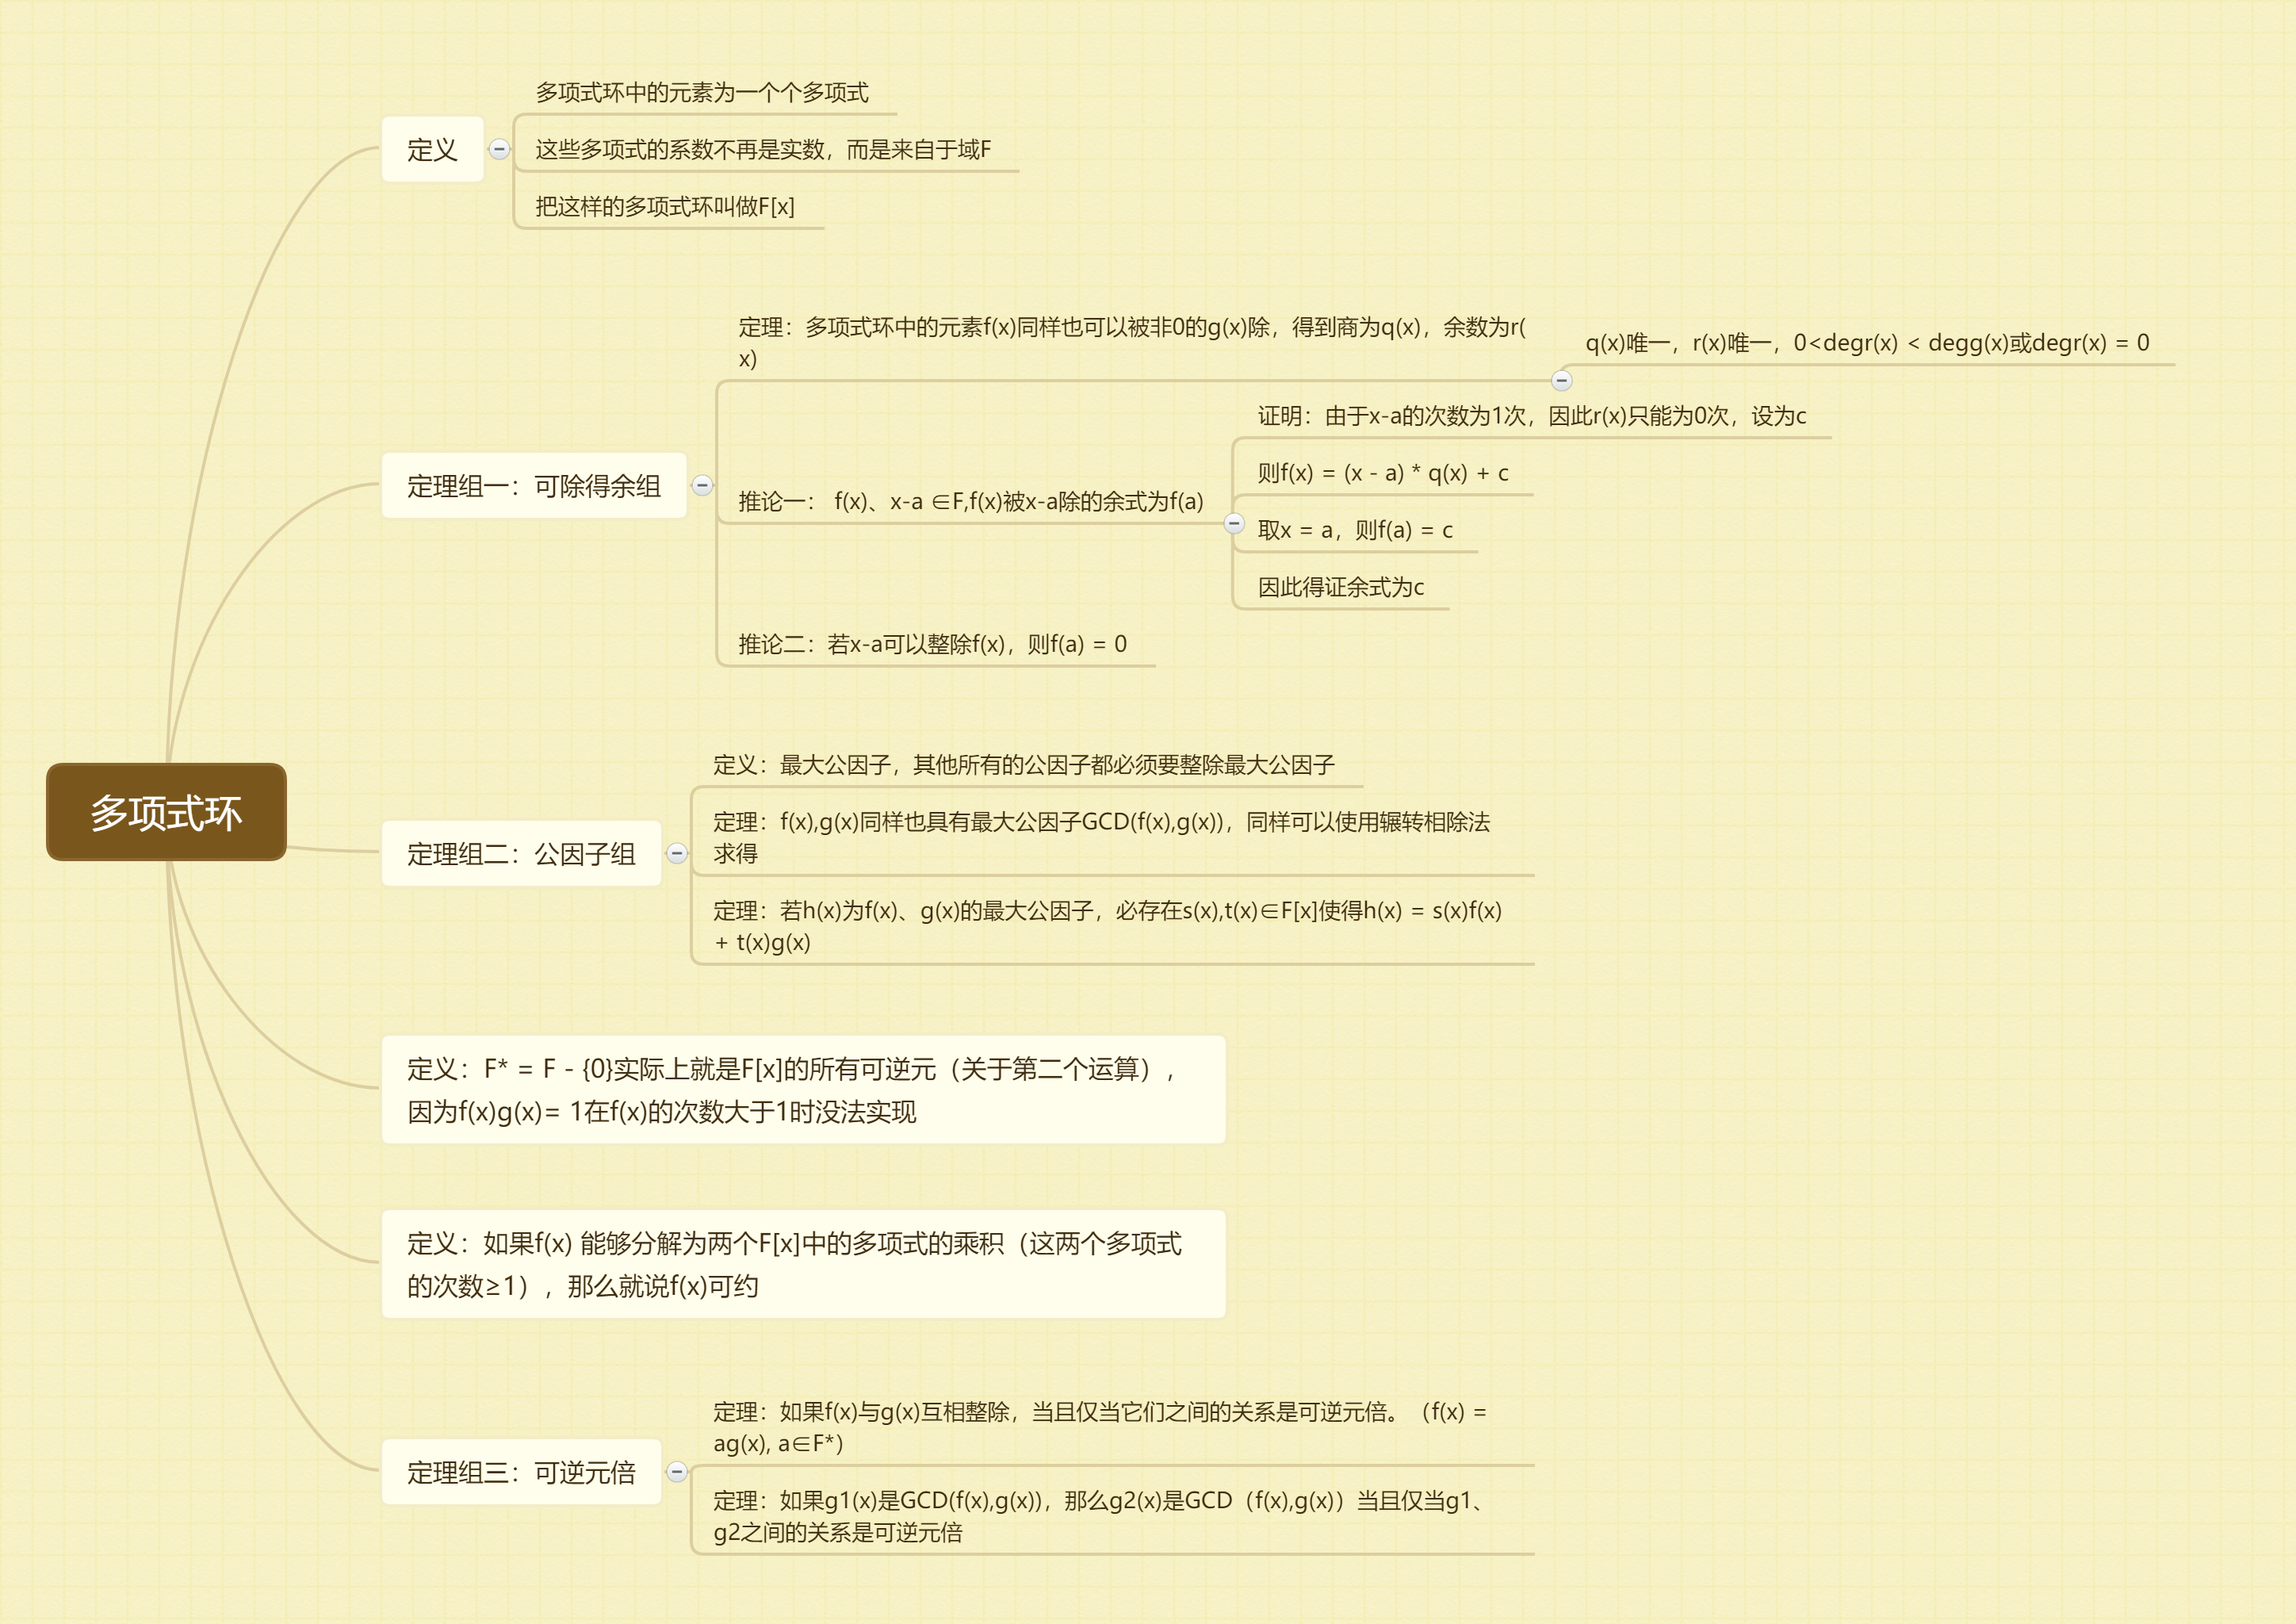 多项式环
定义
多项式环中的元素为一个个多项式
这些多项式的系数不再是实数，而是来自于域F
把这样的多项式环叫做F[x]
定理组一：可除得余组
定理：多项式环中的元素f(x)同样也可以被非0的g(x)除，得到商为q(x)，余数为r(
x)
q(x)唯一，r(x)唯一，0<degr(x) < degg(x)或degr(x) = 0
推论一： f(x)、x-a ∈F,f(x)被x-a除的余式为f(a)
证明：由于x-a的次数为1次，因此r(x)只能为0次，设为c
则f(x) = (x - a) * q(x) + c
取x = a，则f(a) = c
因此得证余式为c
推论二：若x-a可以整除f(x)，则f(a) = 0
定理组二：公因子组
定义：最大公因子，其他所有的公因子都必须要整除最大公因子
定理：f(x),g(x)同样也具有最大公因子GCD(f(x),g(x))，同样可以使用辗转相除法
求得
定理：若h(x)为f(x)、g(x)的最大公因子，必存在s(x),t(x)∈F[x]使得h(x) = s(x)f(x)
+ t(x)g(x)
定义：F* = F - {0}实际上就是F[x]的所有可逆元（关于第二个运算），
因为f(x)g(x)= 1在f(x)的次数大于1时没法实现
定义：如果f(x) 能够分解为两个F[x]中的多项式的乘积（这两个多项式
的次数≥1），那么就说f(x)可约
定理组三：可逆元倍
定理：如果f(x)与g(x)互相整除，当且仅当它们之间的关系是可逆元倍。（f(x) =
ag(x), a∈F*）
定理：如果g1(x)是GCD(f(x),g(x))，那么g2(x)是GCD（f(x),g(x)）当且仅当g1、
g2之间的关系是可逆元倍